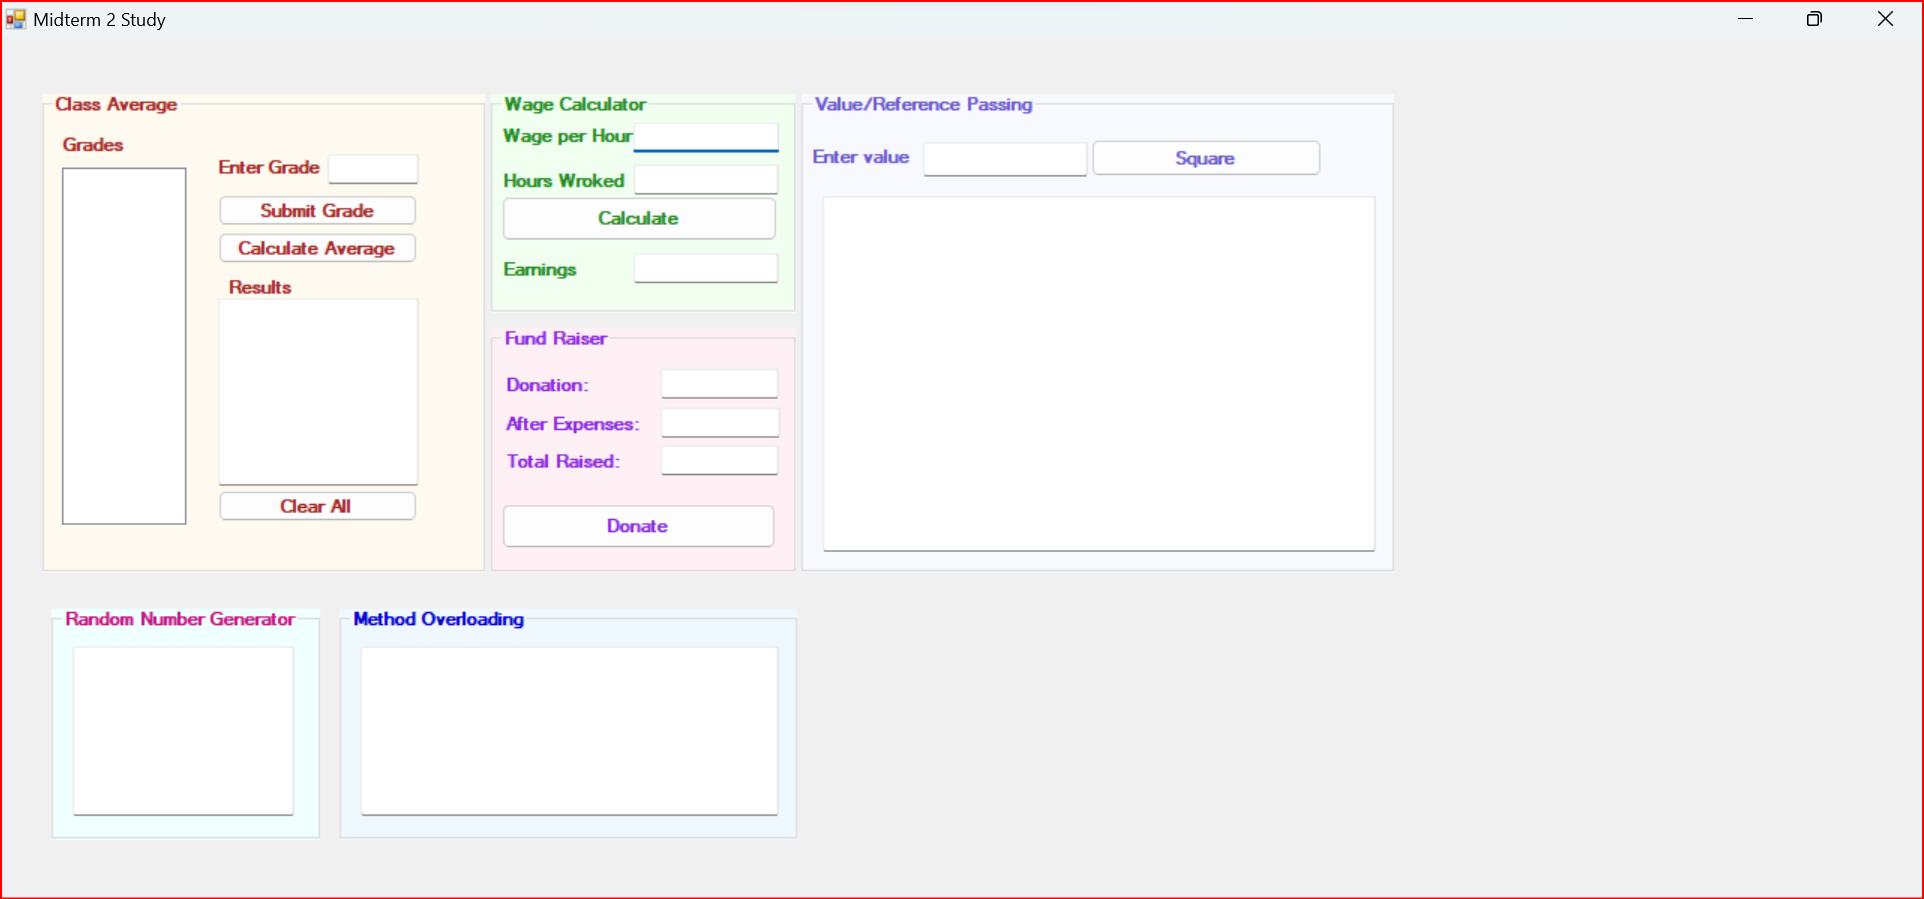 Midterm 2 Study
Class Average
Grades
Enter Grade
Submit Grade
Calculate Average
Results
Clear All
Wage Calculator
Wage per Hour
Hours Wroked
Calculate
Earnings
Fund Raiser
Donation:
After Expenses:
Total Raised:
Donate
Value/Reference Passing
Enter value
Square
Random Number Generator
Method Overloading